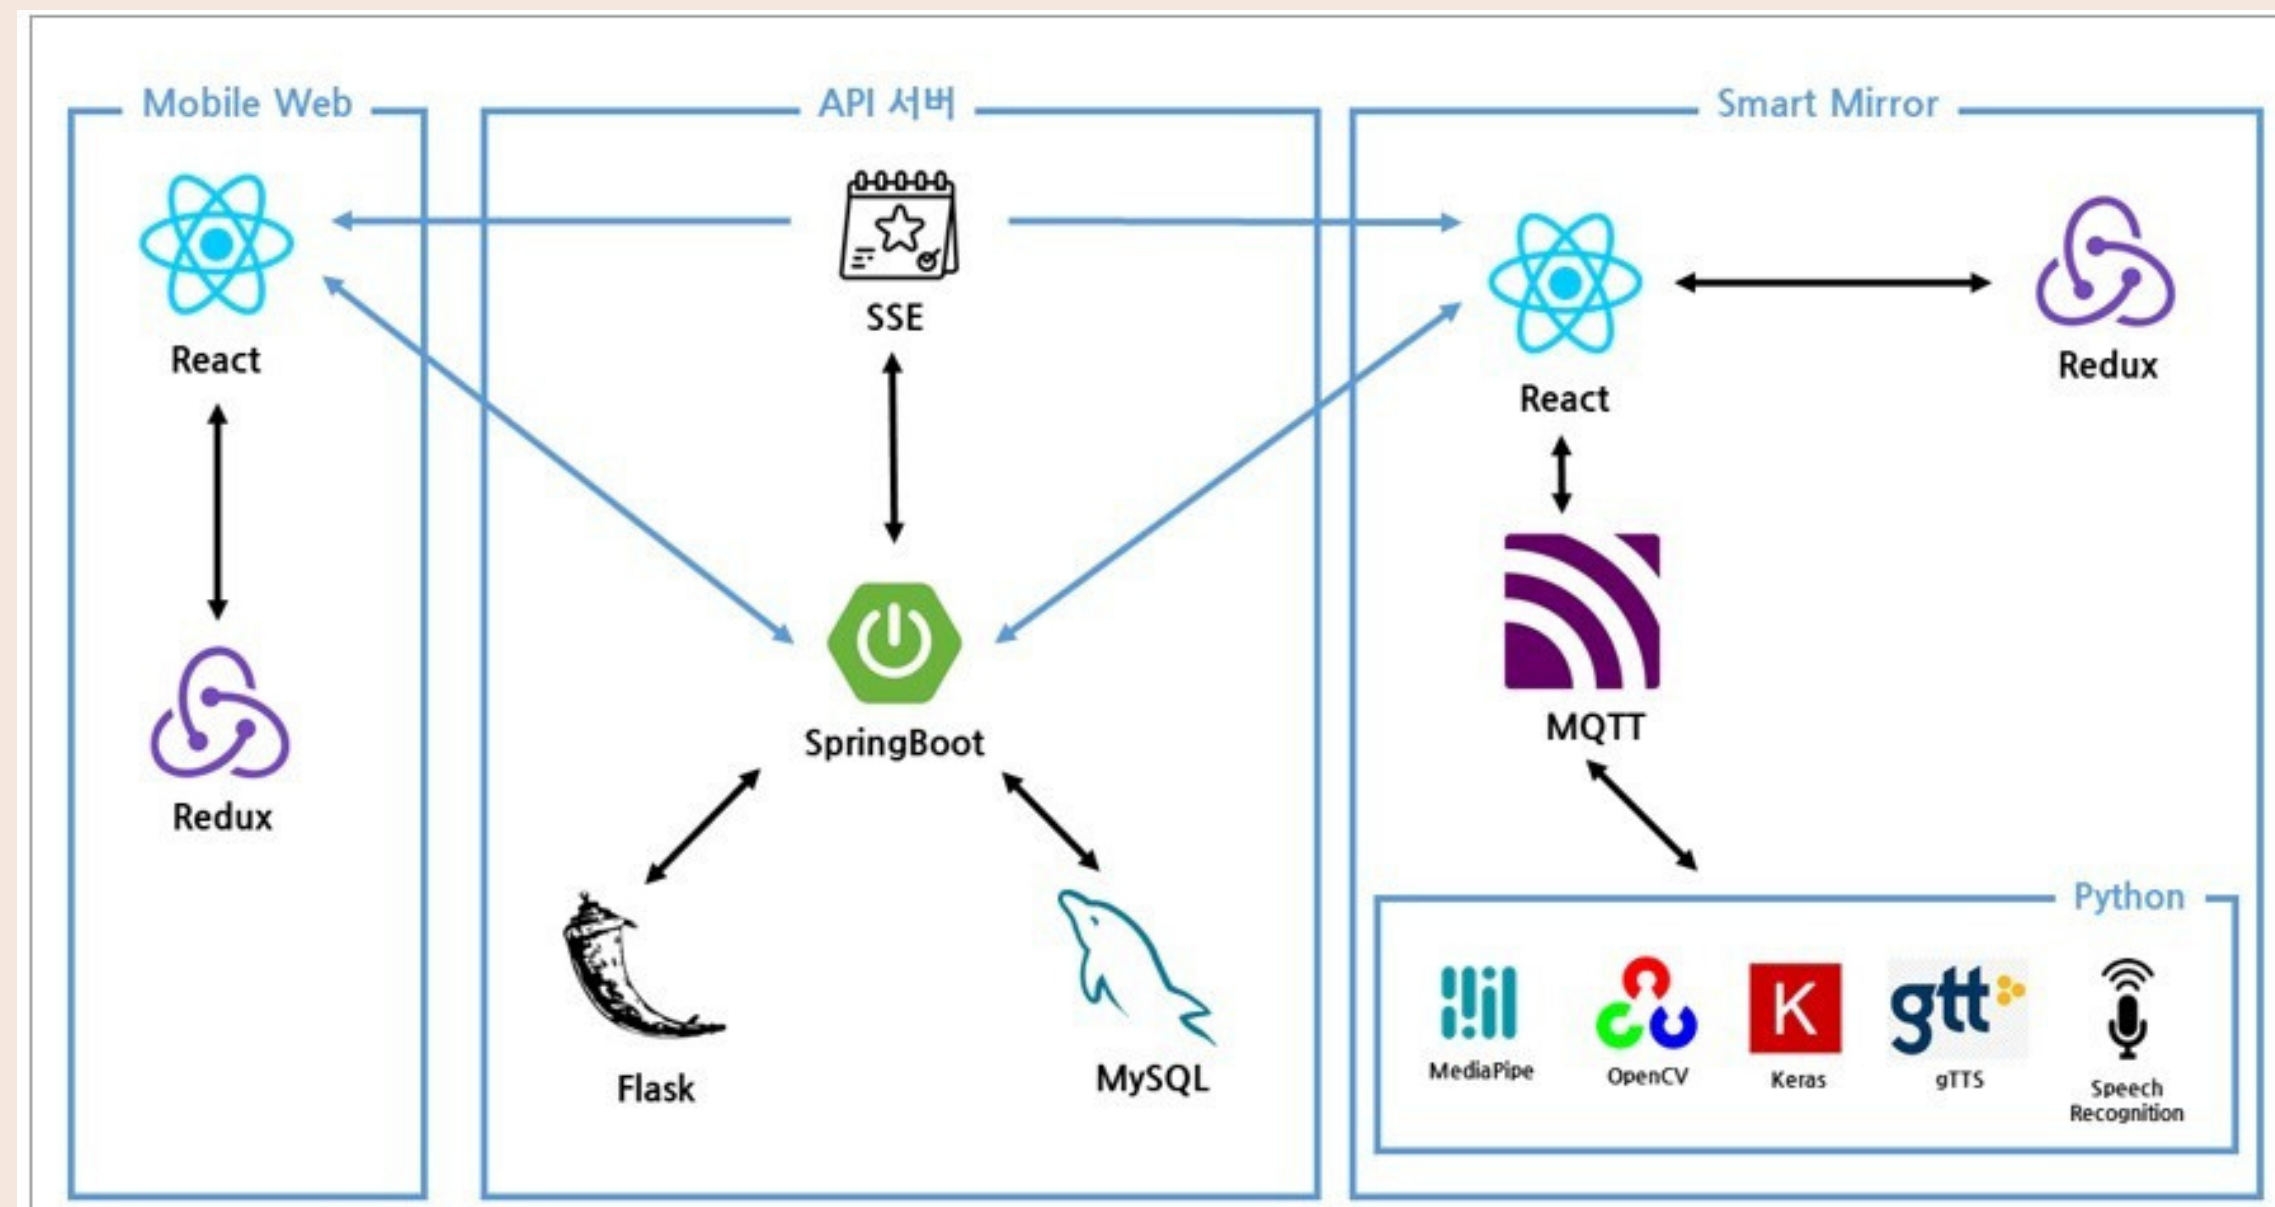 Mobile Web
React
Redux
API 서버
SSE
SpringBoot
Flask
MySQL
Smart Mirror
React
Redux
MQTT
Python
MediaPipe
OpenCV
K
Keras
gtt
gTTS
Speech
Recognition